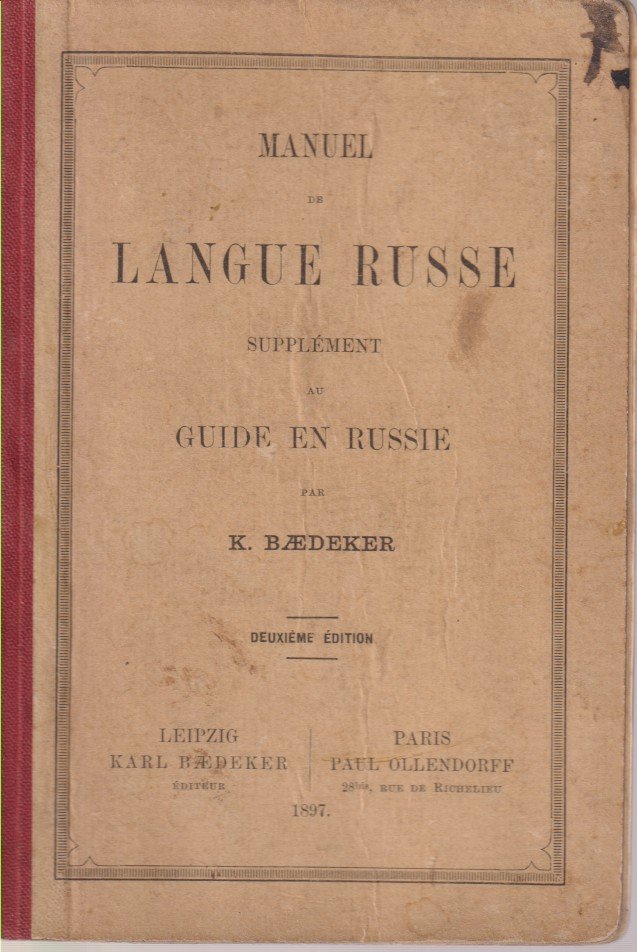 MANUEL
DE
LANGUE RUSSE
SUPPLÉMENT
AU
GUIDE EN RUSSIE
PAR
K. BÆDEKER
DEUXIÈME ÉDITION
LEIPZIG
KARL BÆDEKER
ÉDITEUR
PARIS
PAUL OLLENDORFF
28bis, RUE DE RICHELIEU
1897.